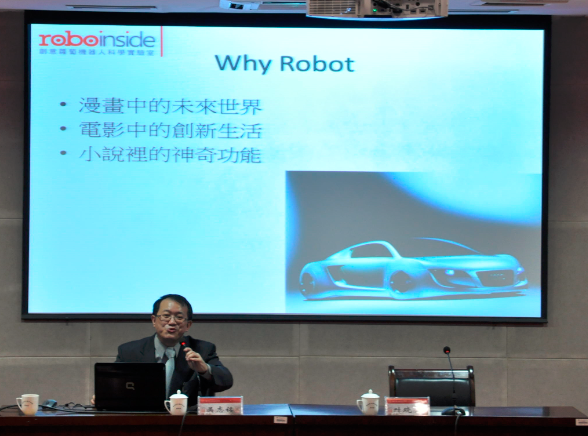 roboinside
Why Robot
• 漫畫中的未來世界
• 電影中的創新生活
• 小說裡的神奇功能